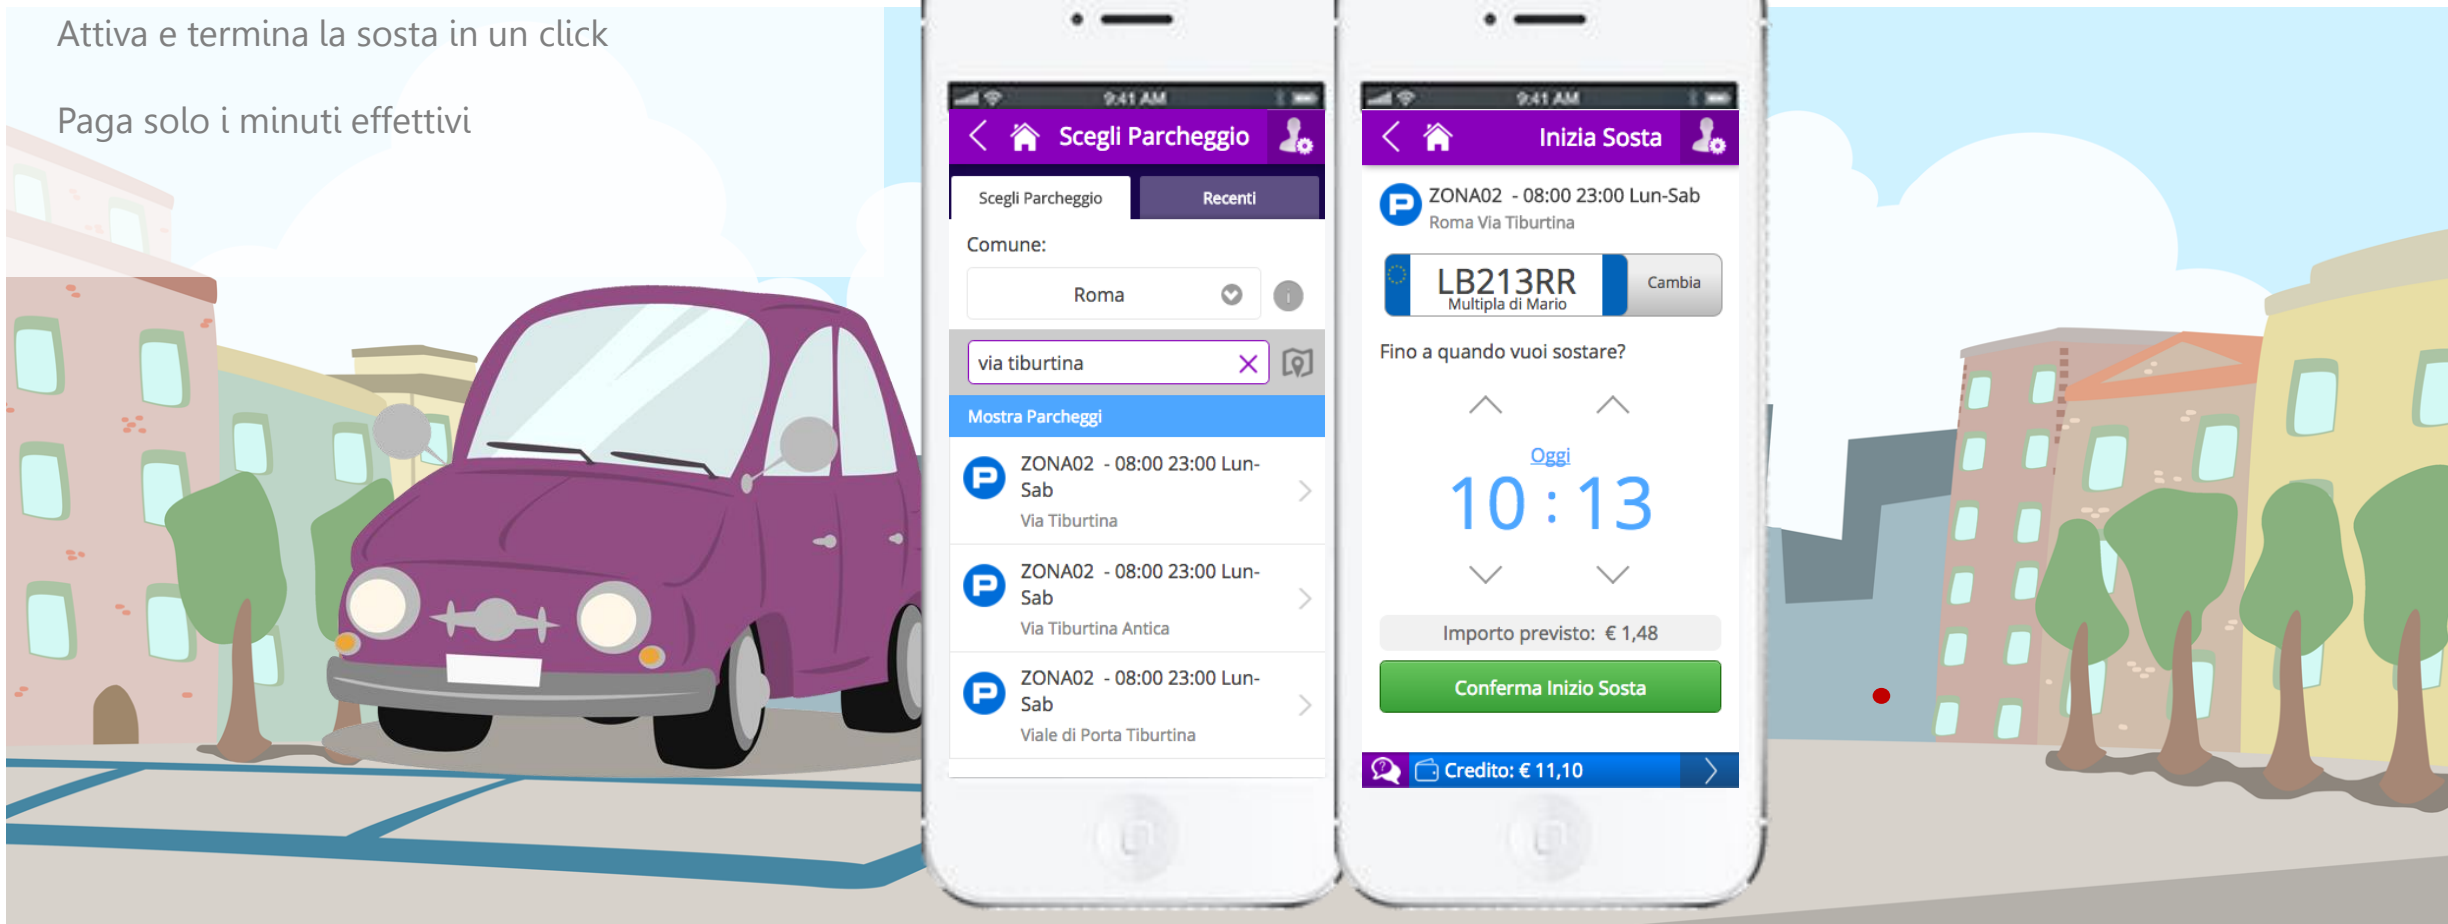 Attiva e termina la sosta in un click
Paga solo i minuti effettivi
9:41 AM
Scegli Parcheggio
Scegli Parcheggio
Recenti
Comune:
Roma
via tiburtina
Mostra Parcheggi
ZONA02 - 08:00 23:00 Lun-
Sab
Via Tiburtina
ZONA02 - 08:00 23:00 Lun-
Sab
Via Tiburtina Antica
ZONA02 - 08:00 23:00 Lun-
Sab
Viale di Porta Tiburtina
9:41 AM
Inizia Sosta
ZONA02 - 08:00 23:00 Lun-Sab
Roma Via Tiburtina
LB213RR
Multipla di Mario
Cambia
Fino a quando vuoi sostare?
Oggi
10 : 13
Importo previsto: € 1,48
Conferma Inizio Sosta
Credito: € 11,10